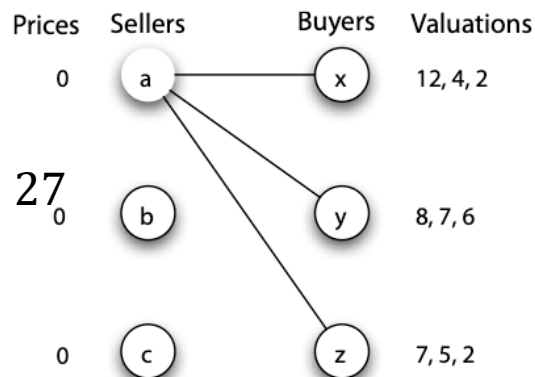 Prices Sellers Buyers Valuations
0 a x 12, 4, 2
27
0 b y 8, 7, 6
0 c z 7, 5, 2